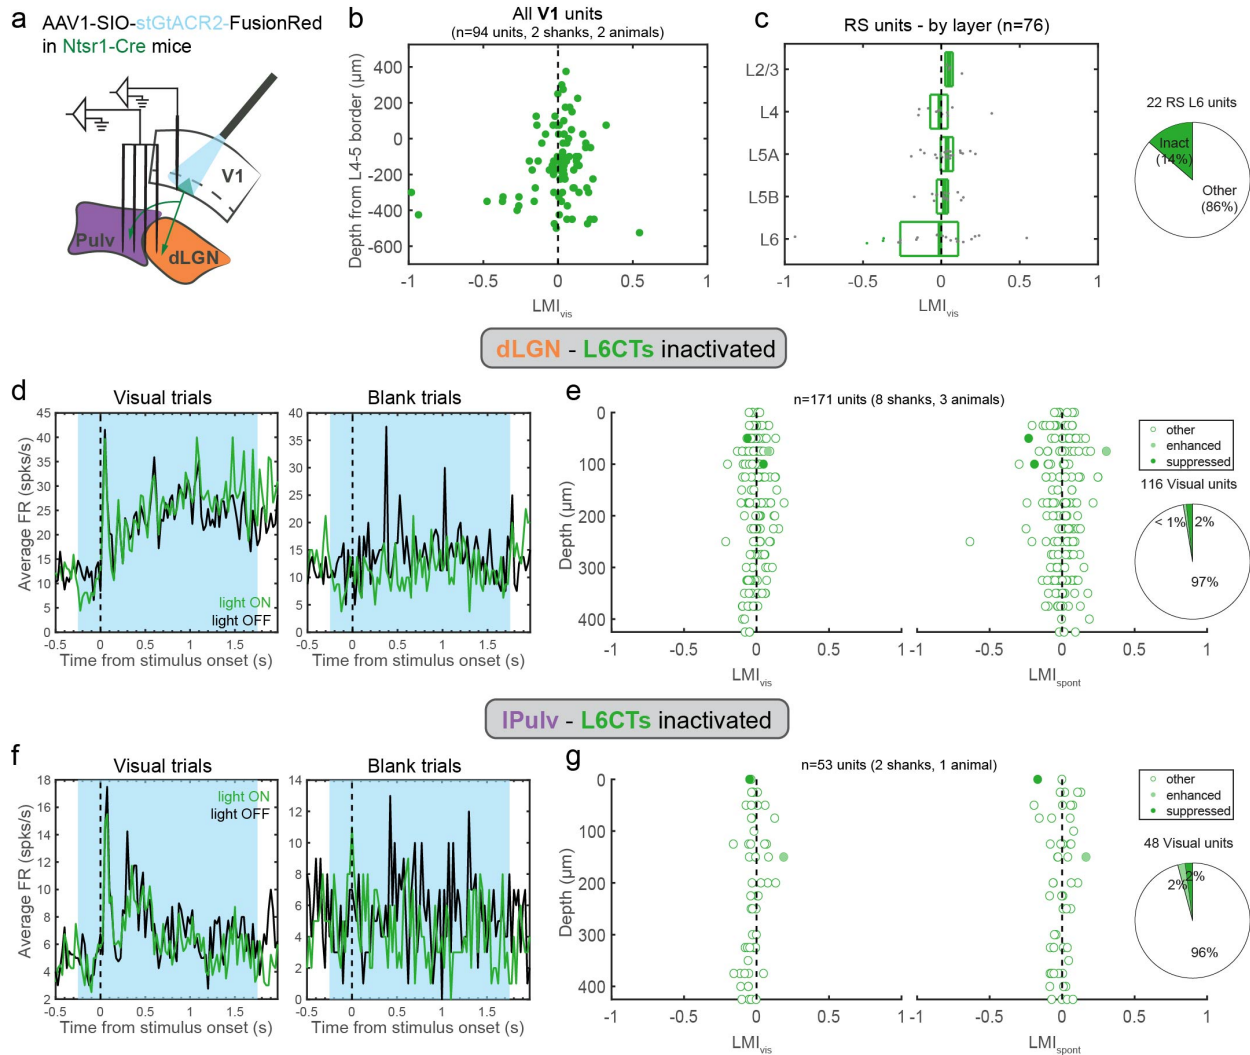 a
AAV1-SIO-stGtACR2-FusionRed
in Ntsr1-Cre mice
V1
Pulv
dLGN
b
All V1 units
(n=94 units, 2 shanks, 2 animals)
Depth from L4-5 border (µm)
400
200
0
-200
-400
-600
-1
-0.5
0
0.5
1
LMIvis
c
RS units - by layer (n=76)
L2/3
L4
L5A
L5B
L6
-1
-0.5
0
0.5
1
LMIvis
22 RS L6 units
Inact
(14%)
Other
(86%)
dLGN - L6CTs inactivated
d
Visual trials
Average FR (spks/s)
45
40
35
30
25
20
15
10
5
0
light ON
light OFF
-0.5
0
0.5
1
1.5
Time from stimulus onset (s)
Blank trials
40
35
30
25
20
15
10
5
0
-0.5
0
0.5
1
1.5
Time from stimulus onset (s)
e
n=171 units (8 shanks, 3 animals)
Depth (µm)
0
100
200
300
400
-1
-0.5
0
0.5
1
LMIvis
-1
-0.5
0
0.5
1
LMIspont
other
enhanced
suppressed
116 Visual units
< 1%
2%
97%
lPulv - L6CTs inactivated
f
Visual trials
Average FR (spks/s)
18
16
14
12
10
8
6
4
2
light ON
light OFF
-0.5
0
0.5
1
1.5
Time from stimulus onset (s)
Blank trials
14
12
10
8
6
4
2
0
-0.5
0
0.5
1
1.5
Time from stimulus onset (s)
g
n=53 units (2 shanks, 1 animal)
Depth (µm)
0
100
200
300
400
-1
-0.5
0
0.5
1
LMIvis
-1
-0.5
0
0.5
1
LMIspont
other
enhanced
suppressed
48 Visual units
2%
2%
96%